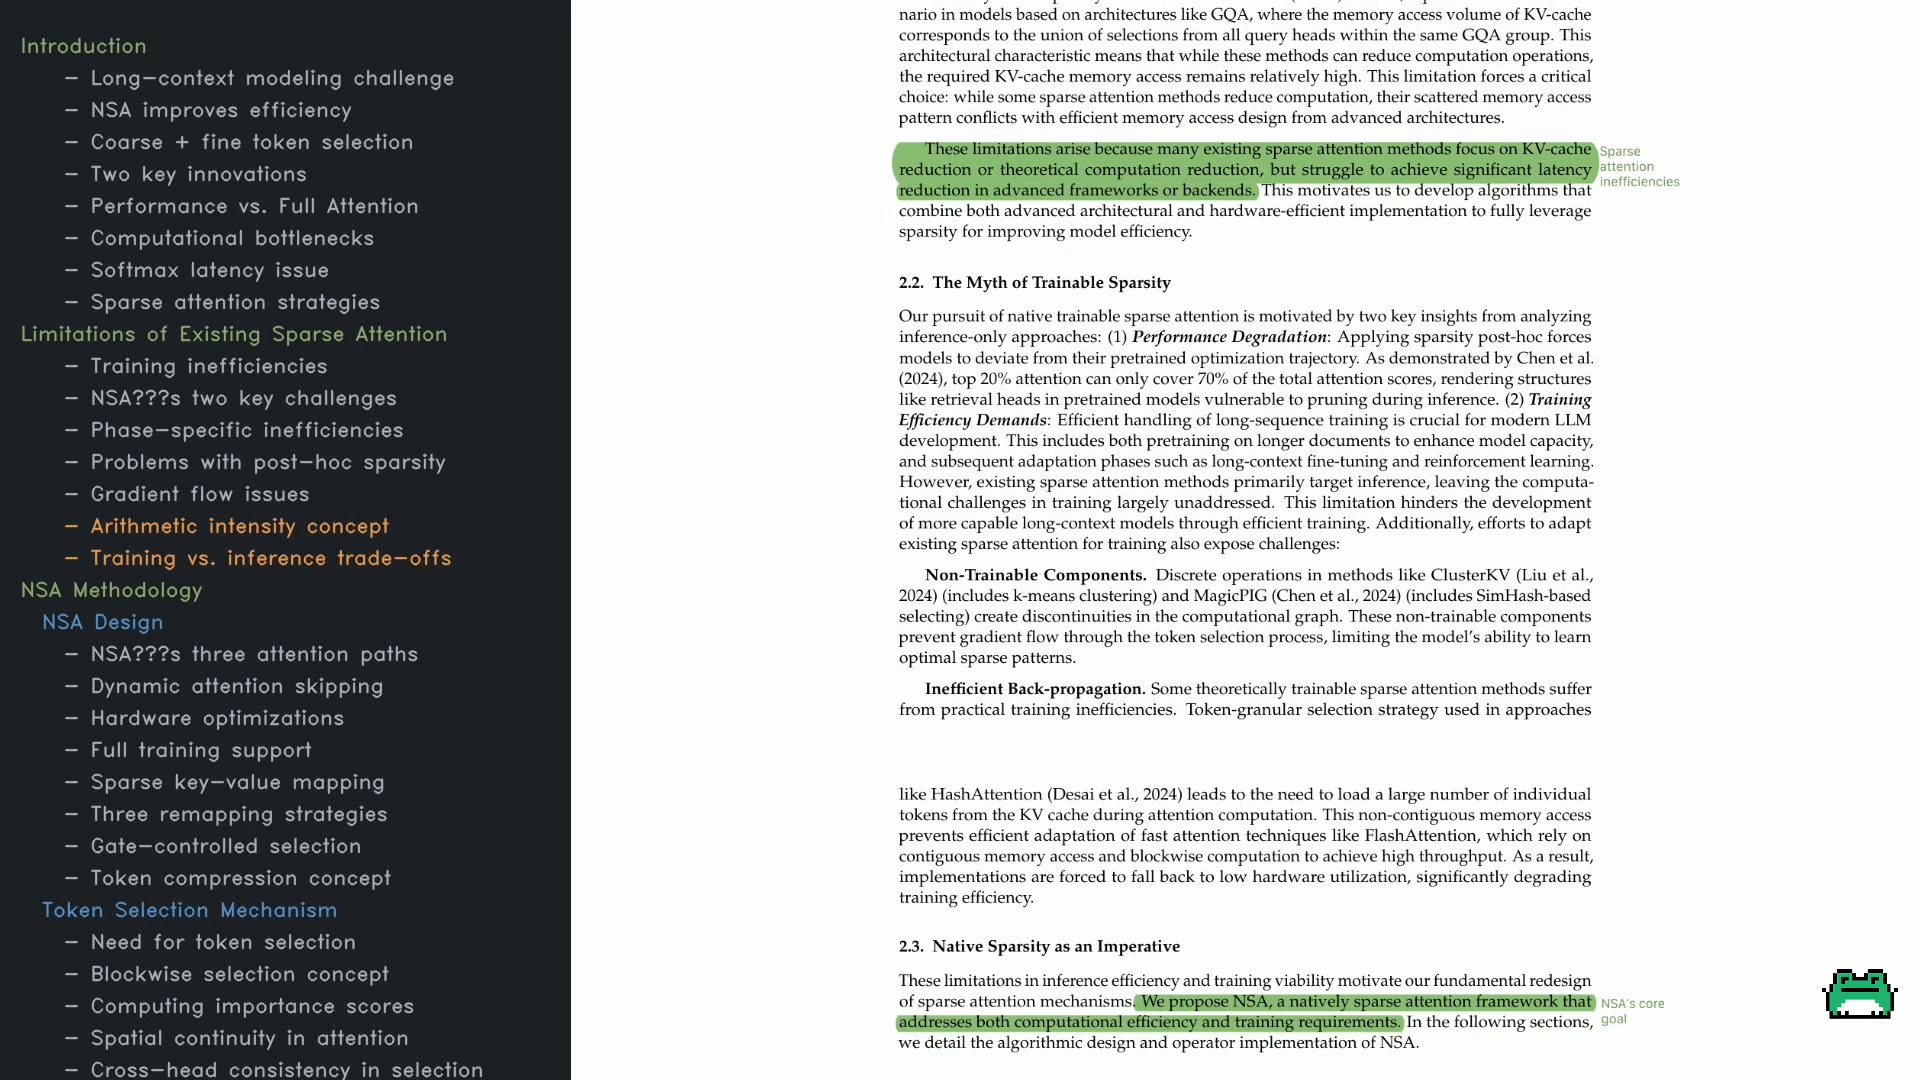 Introduction
– Long-context modeling challenge
– NSA improves efficiency
– Coarse + fine token selection
– Two key innovations
– Performance vs. Full Attention
– Computational bottlenecks
– Softmax latency issue
– Sparse attention strategies
Limitations of Existing Sparse Attention
– Training inefficiencies
– NSA???s two key challenges
– Phase-specific inefficiencies
– Problems with post-hoc sparsity
– Gradient flow issues
– Arithmetic intensity concept
– Training vs. inference trade-offs
NSA Methodology
NSA Design
– NSA???s three attention paths
– Dynamic attention skipping
– Hardware optimizations
– Full training support
– Sparse key-value mapping
– Three remapping strategies
– Gate-controlled selection
– Token compression concept
Token Selection Mechanism
– Need for token selection
– Blockwise selection concept
– Computing importance scores
– Spatial continuity in attention
– Cross-head consistency in selection
nario in models based on architectures like GQA, where the memory access volume of KV-cache
corresponds to the union of selections from all query heads within the same GQA group. This
architectural characteristic means that while these methods can reduce computation operations,
the required KV-cache memory access remains relatively high. This limitation forces a critical
choice: while some sparse attention methods reduce computation, their scattered memory access
pattern conflicts with efficient memory access design from advanced architectures.
These limitations arise because many existing sparse attention methods focus on KV-cache
reduction or theoretical computation reduction, but struggle to achieve significant latency
reduction in advanced frameworks or backends. This motivates us to develop algorithms that
combine both advanced architectural and hardware-efficient implementation to fully leverage
sparsity for improving model efficiency.
Sparse
attention
inefficiencies
2.2. The Myth of Trainable Sparsity
Our pursuit of native trainable sparse attention is motivated by two key insights from analyzing
inference-only approaches: (1) Performance Degradation: Applying sparsity post-hoc forces
models to deviate from their pretrained optimization trajectory. As demonstrated by Chen et al.
(2024), top 20% attention can only cover 70% of the total attention scores, rendering structures
like retrieval heads in pretrained models vulnerable to pruning during inference. (2) Training
Efficiency Demands: Efficient handling of long-sequence training is crucial for modern LLM
development. This includes both pretraining on longer documents to enhance model capacity,
and subsequent adaptation phases such as long-context fine-tuning and reinforcement learning.
However, existing sparse attention methods primarily target inference, leaving the computa-
tional challenges in training largely unaddressed. This limitation hinders the development
of more capable long-context models through efficient training. Additionally, efforts to adapt
existing sparse attention for training also expose challenges:
Non-Trainable Components. Discrete operations in methods like ClusterKV (Liu et al.,
2024) (includes k-means clustering) and MagicPIG (Chen et al., 2024) (includes SimHash-based
selecting) create discontinuities in the computational graph. These non-trainable components
prevent gradient flow through the token selection process, limiting the model's ability to learn
optimal sparse patterns.
Inefficient Back-propagation. Some theoretically trainable sparse attention methods suffer
from practical training inefficiencies. Token-granular selection strategy used in approaches
like HashAttention (Desai et al., 2024) leads to the need to load a large number of individual
tokens from the KV cache during attention computation. This non-contiguous memory access
prevents efficient adaptation of fast attention techniques like FlashAttention, which rely on
contiguous memory access and blockwise computation to achieve high throughput. As a result,
implementations are forced to fall back to low hardware utilization, significantly degrading
training efficiency.
2.3. Native Sparsity as an Imperative
These limitations in inference efficiency and training viability motivate our fundamental redesign
of sparse attention mechanisms. We propose NSA, a natively sparse attention framework that
addresses both computational efficiency and training requirements. In the following sections,
we detail the algorithmic design and operator implementation of NSA.
NSA's core
goal